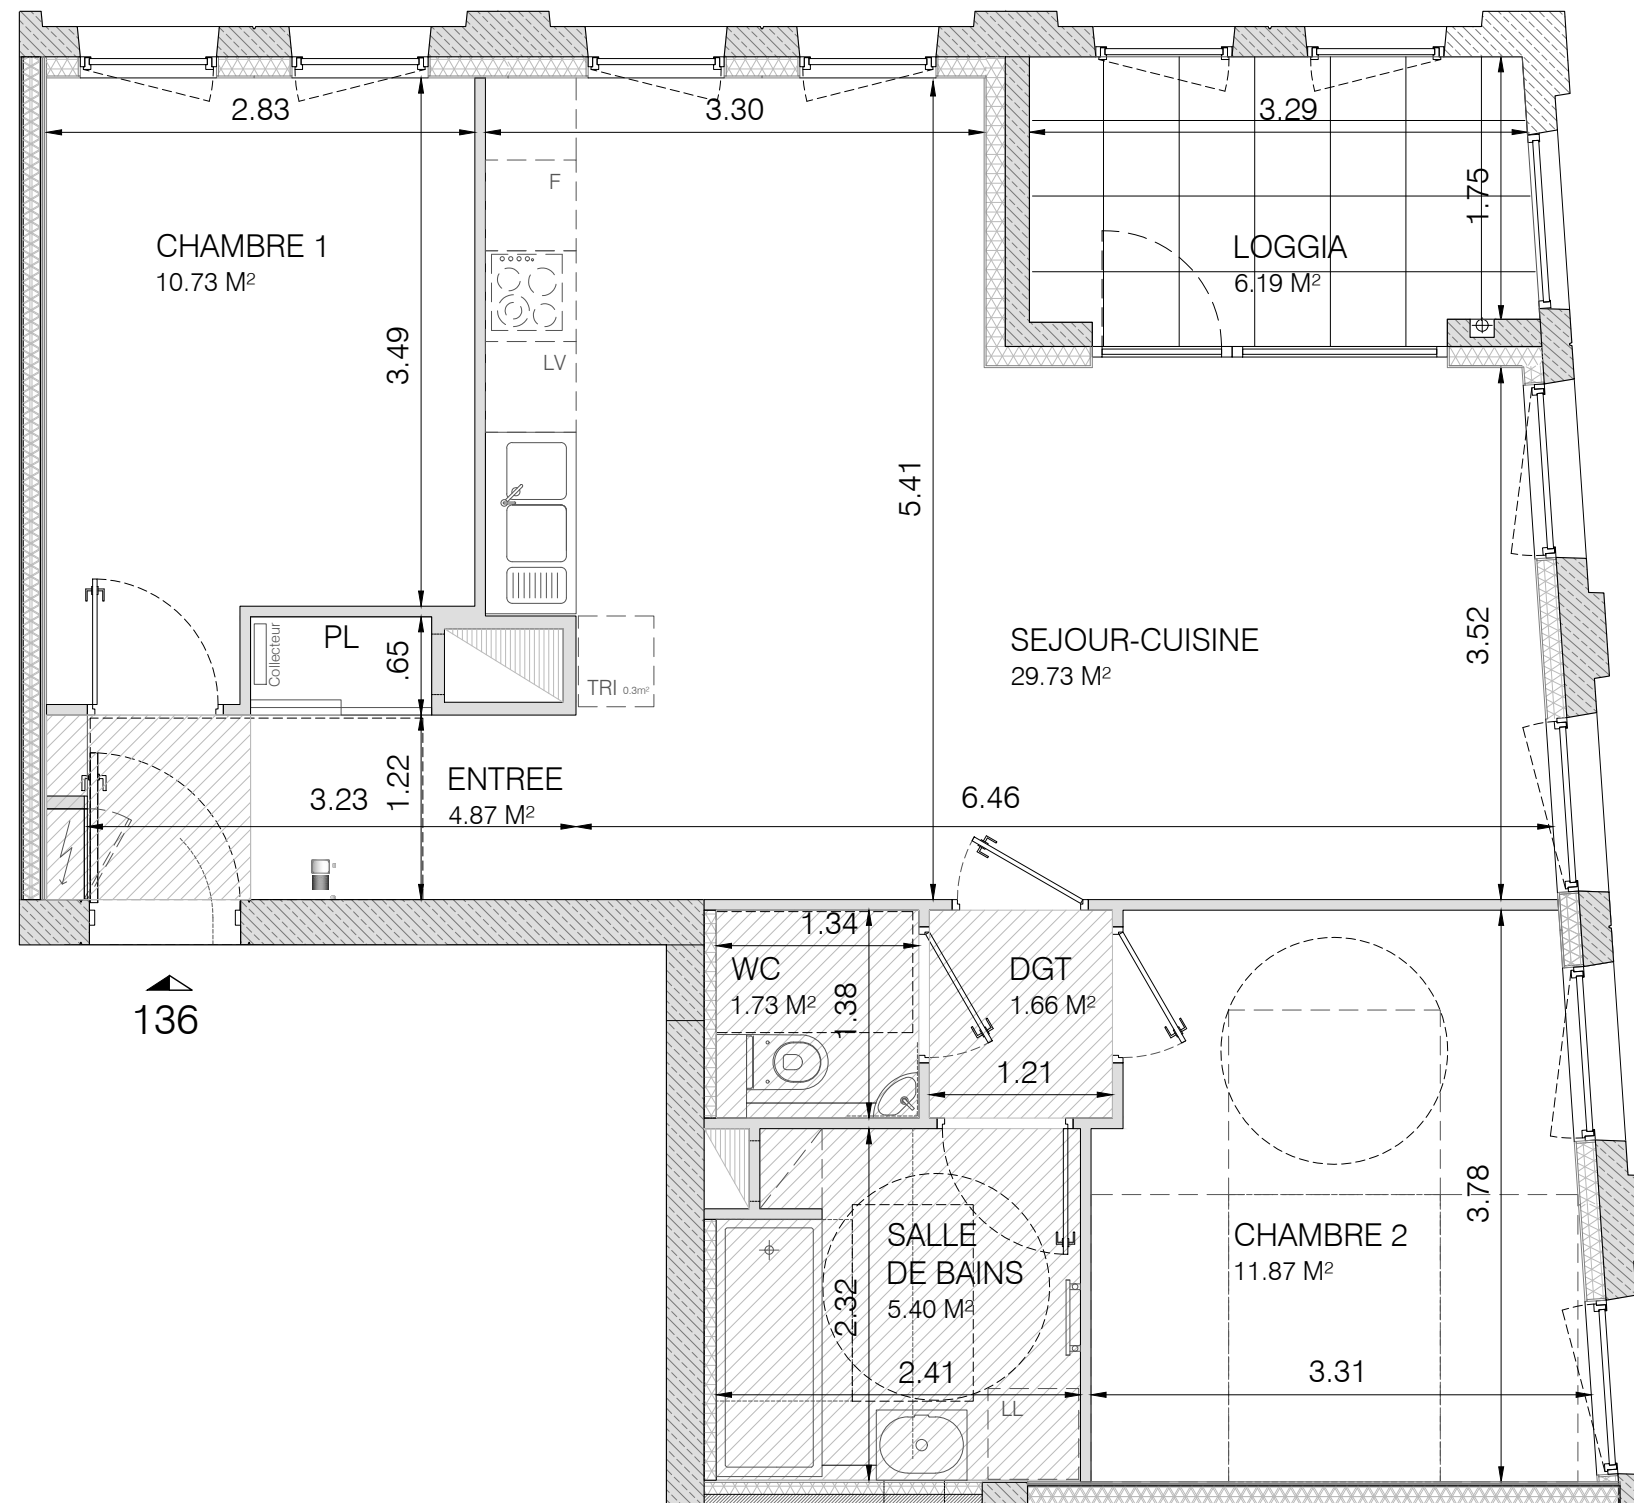 2.83
3.30
3.29
F
1.75
CHAMBRE 1
10.73 M²
LOGGIA
6.19 M²
3.49
LV
5.41
Collecteur
PL
.65
SEJOUR-CUISINE
29.73 M²
3.52
TRI 0.3m²
3.23
1.22
ENTREE
4.87 M²
6.46
1.34
WC
1.73 M²
1.38
DGT
1.66 M²
136
1.21
3.78
SALLE
DE BAINS
5.40 M²
2.32
CHAMBRE 2
11.87 M²
2.41
3.31
LL